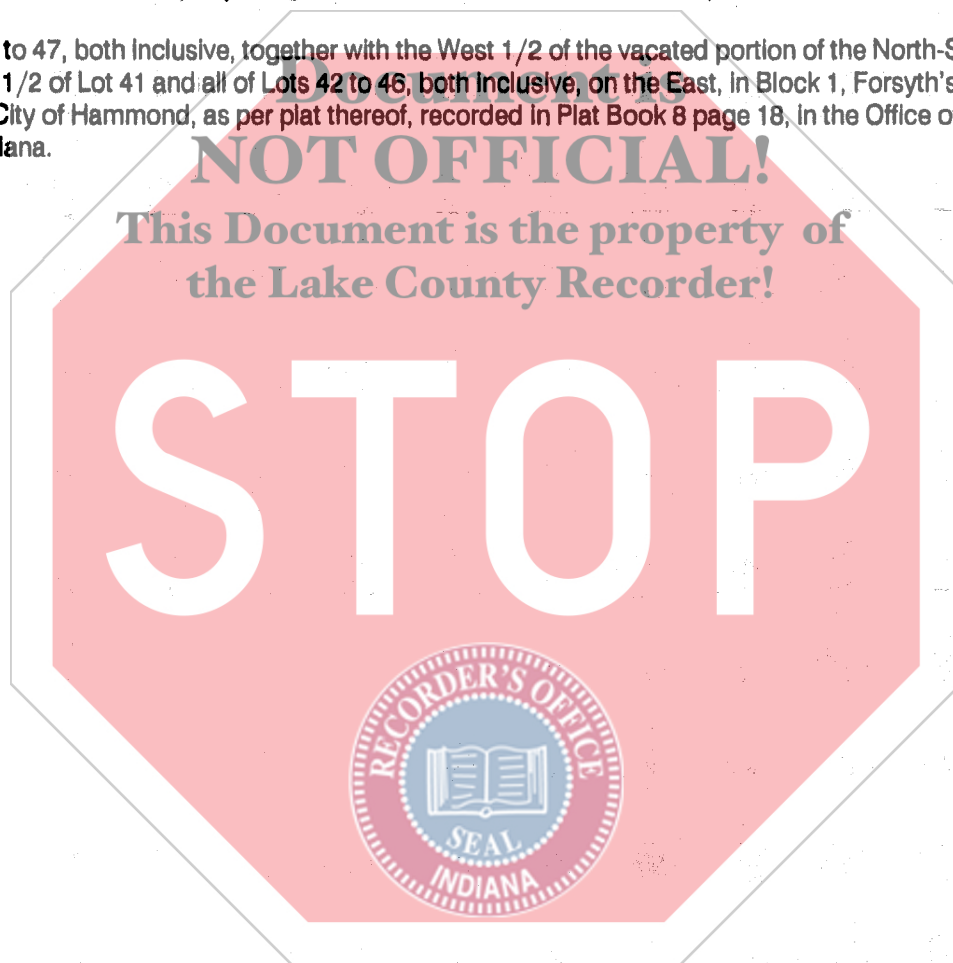 to 47, both inclusive, together with the West 1/2 of the vacated portion of the North-S
1/2 of Lot 41 and all of Lots 42 to 46, both inclusive, on the East, in Block 1, Forsyth's
City of Hammond, as per plat thereof, recorded in Plat Book 8 page 18, in the Office o
iana.
Document is
NOT OFFICIAL!
This Document is the property of
the Lake County Recorder!
STOP
RECORDER'S OFFICE
SEAL
INDIANA